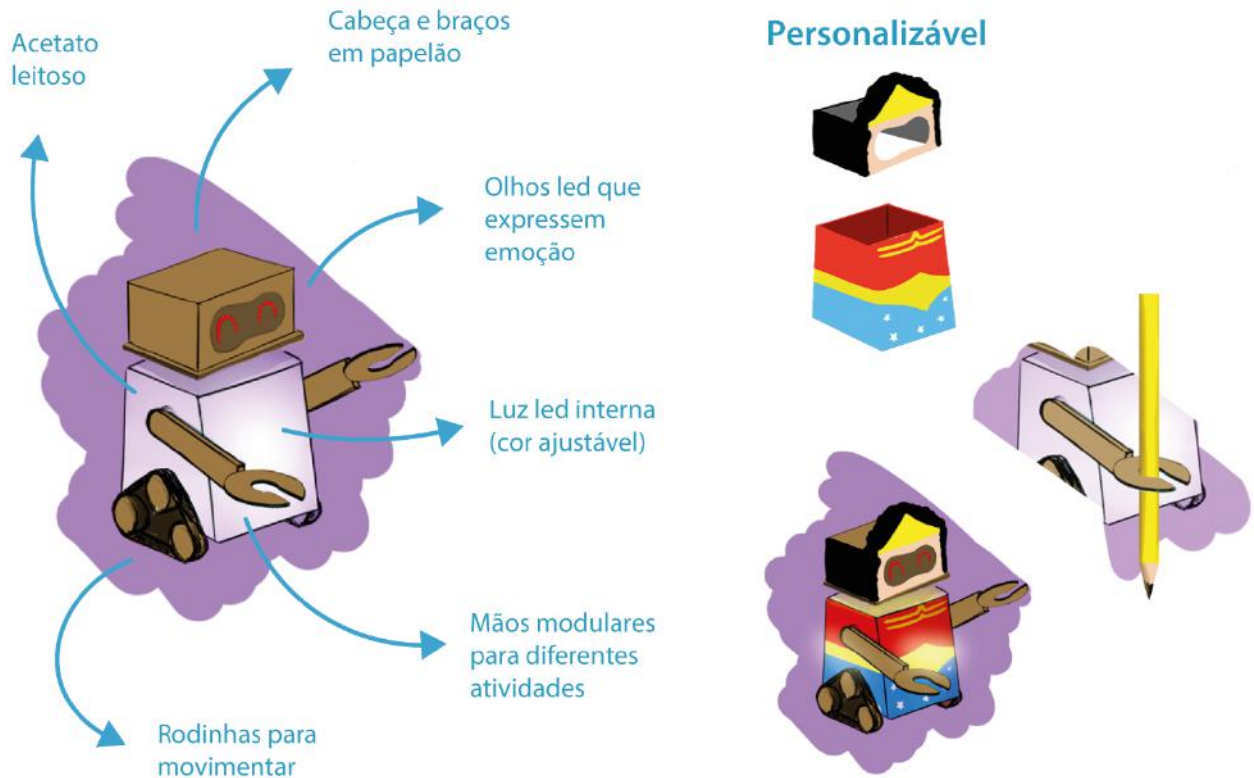 Acetato
leitoso
Cabeça e braços
em papelão
Olhos led que
expressem
emoção
Luz led interna
(cor ajustável)
Mãos modulares
para diferentes
atividades
Rodinhas para
movimentar
Personalizável